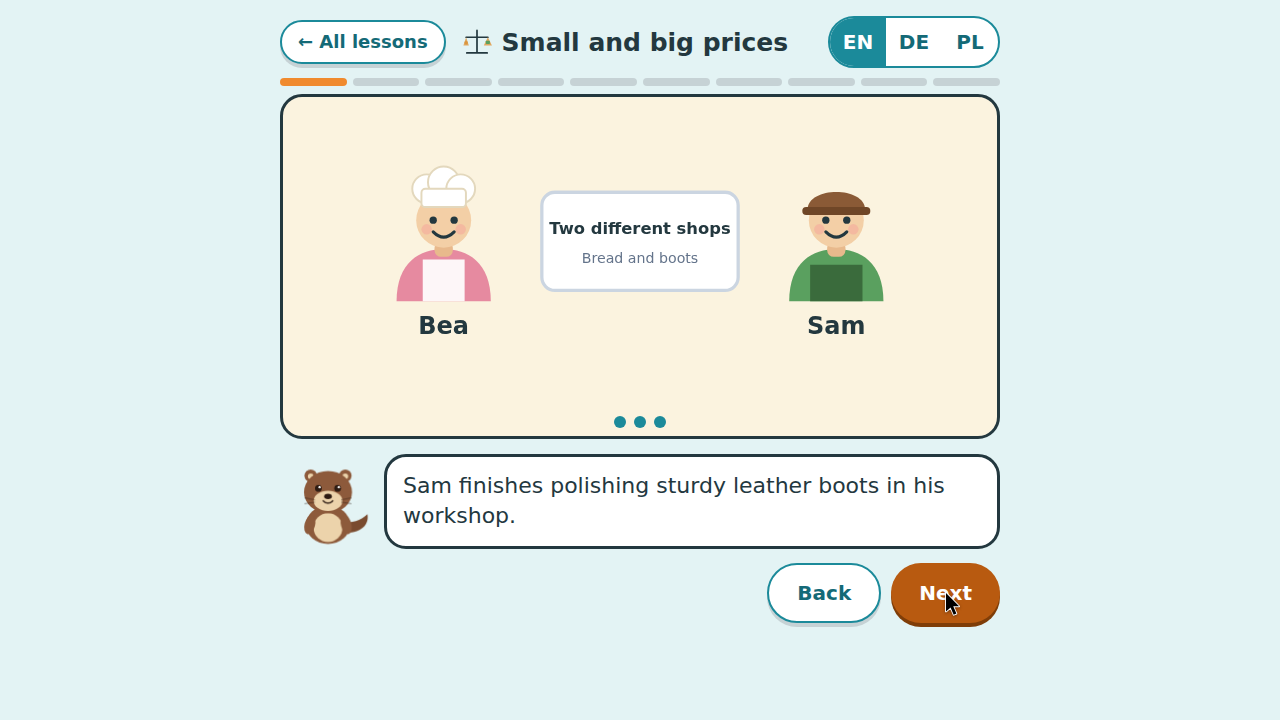 ← All lessons
Small and big prices
EN DE PL
Two different shops
Bread and boots
Bea
Sam
Sam finishes polishing sturdy leather boots in his
workshop.
Back
Next